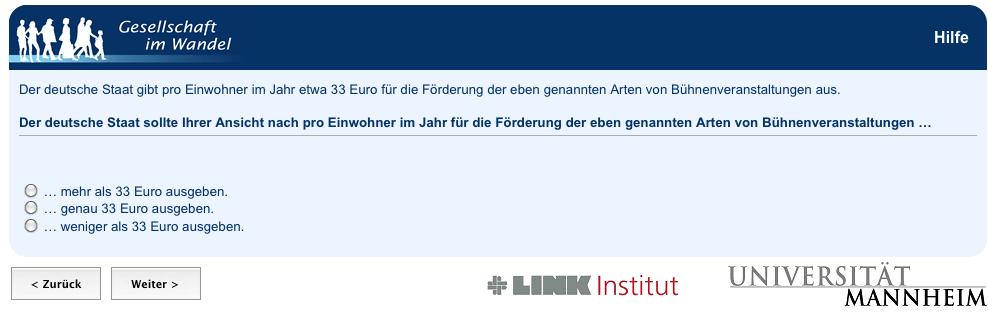 Gesellschaft
im Wandel
Hilfe
Der deutsche Staat gibt pro Einwohner im Jahr etwa 33 Euro für die Förderung der eben genannten Arten von Bühnenveranstaltungen aus.
Der deutsche Staat sollte Ihrer Ansicht nach pro Einwohner im Jahr für die Förderung der eben genannten Arten von Bühnenveranstaltungen …
… mehr als 33 Euro ausgeben.
… genau 33 Euro ausgeben.
… weniger als 33 Euro ausgeben.
< Zurück
Weiter >
LINK Institut
UNIVERSITÄT
MANNHEIM